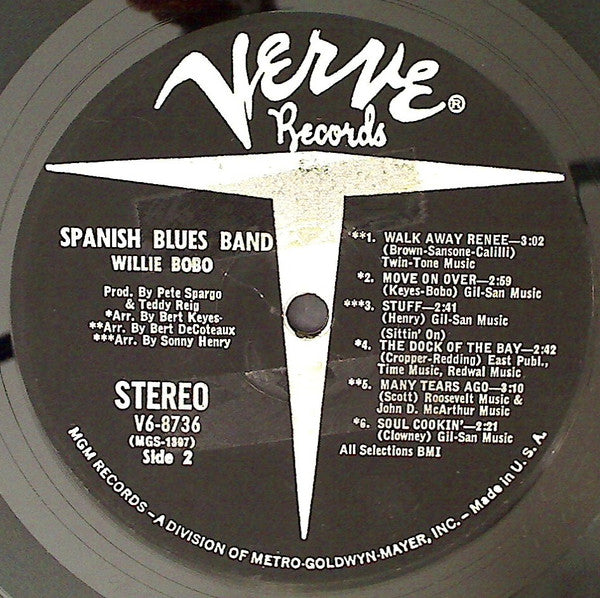 Verve®
Records
SPANISH BLUES BAND
WILLIE BOBO
Prod. By Pete Spargo
& Teddy Reig
*Arr. By Bert Keyes
**Arr. By Bert DeCoteaux
***Arr. By Sonny Henry
STEREO
V6-8736
(MGS-1397)
Side 2
**1. WALK AWAY RENEE—3:02
(Brown-Sansone-Calilli)
Twin-Tone Music
*2. MOVE ON OVER—2:59
(Keyes-Bobo) Gil-San Music
***3. STUFF—2:41
(Henry) Gil-San Music
(Sittin' On)
*4. THE DOCK OF THE BAY—2:42
(Cropper-Redding) East Publ.,
Time Music, Redwal Music
**5. MANY TEARS AGO—3:10
(Scott) Roosevelt Music &
John D. McArthur Music
*6. SOUL COOKIN'—2:21
(Clowney) Gil-San Music
All Selections BMI
MGM RECORDS—A DIVISION OF METRO-GOLDWYN-MAYER, INC.—Made in U.S.A.